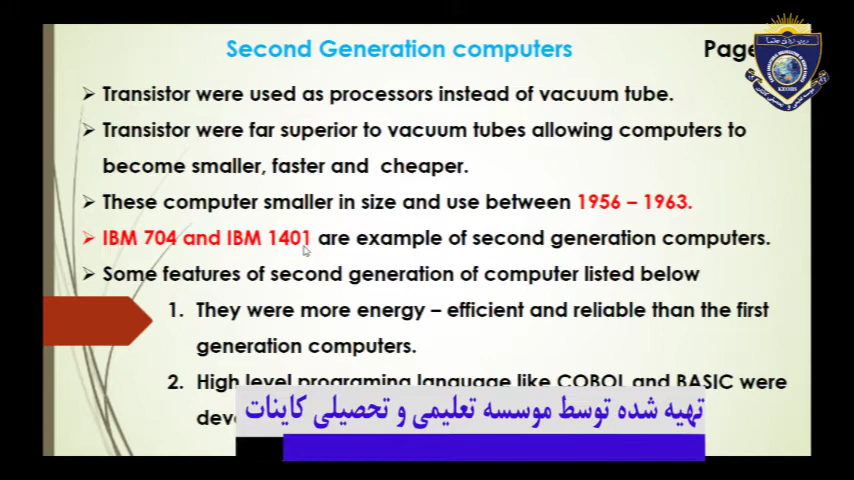 Second Generation computers
Page
Transistor were used as processors instead of vacuum tube.
Transistor were far superior to vacuum tubes allowing computers to
become smaller, faster and cheaper.
These computer smaller in size and use between 1956 – 1963.
IBM 704 and IBM 1401 are example of second generation computers.
Some features of second generation of computer listed below
1. They were more energy – efficient and reliable than the first
generation computers.
2. High level programing language like COBOL and BASIC were
تهیه شده توسط موسسه تعلیمی و تحصیلی کاینات